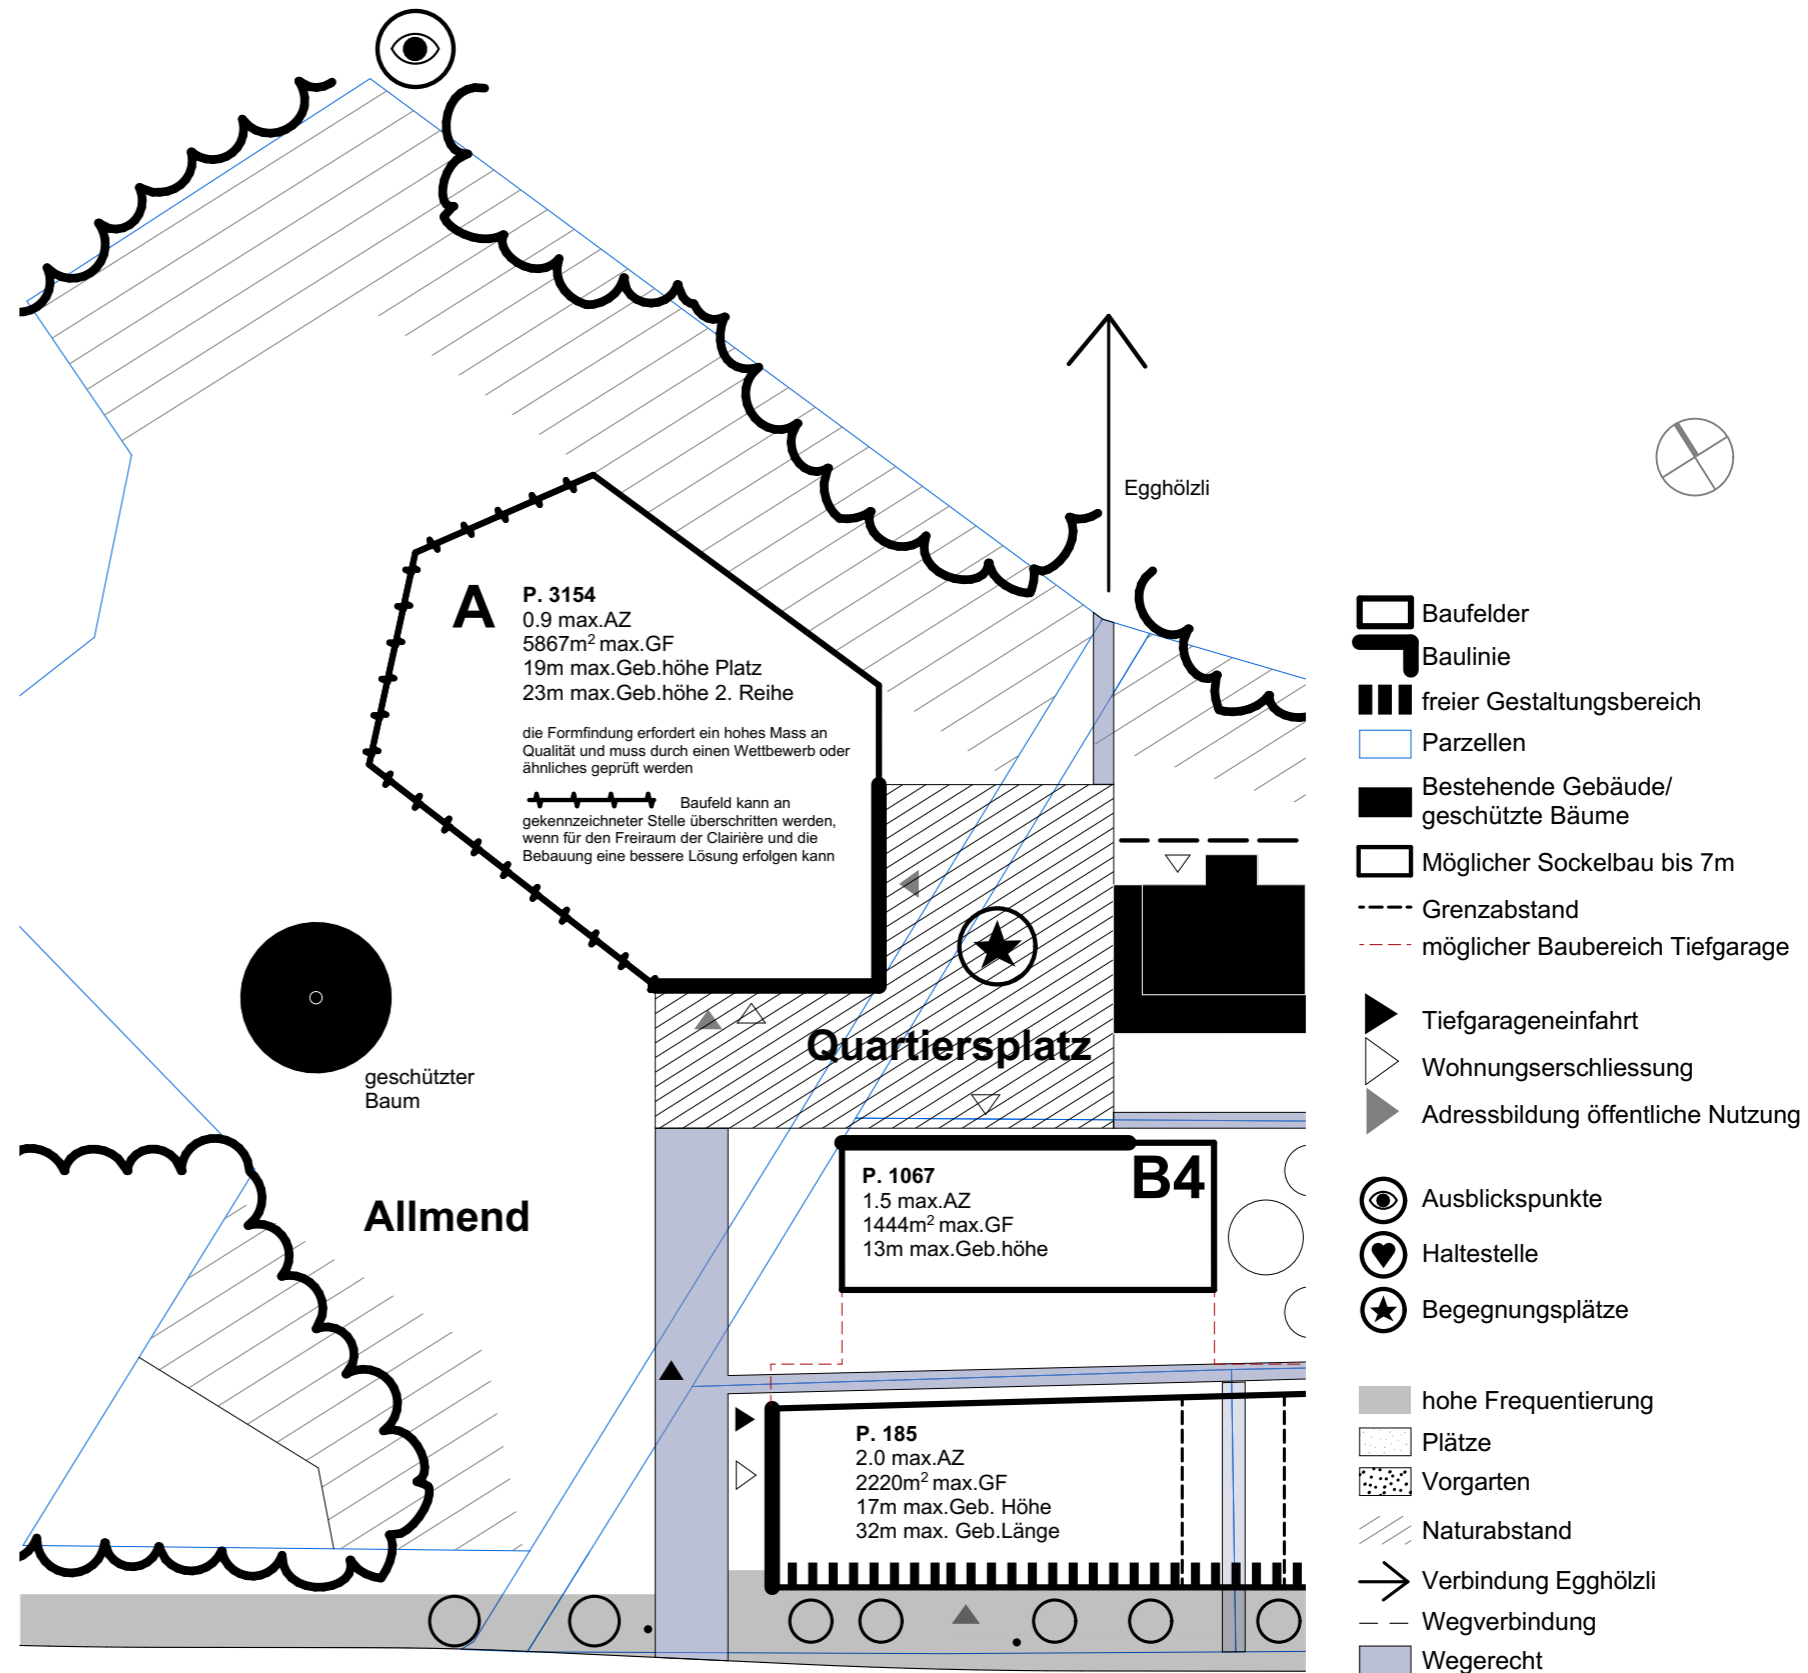 Egghölzli
A
P. 3154
0.9 max.AZ
5867m² max.GF
19m max.Geb.höhe Platz
23m max.Geb.höhe 2. Reihe
die Formfindung erfordert ein hohes Mass an
Qualität und muss durch einen Wettbewerb oder
ähnliches geprüft werden
Baufeld kann an
gekennzeichneter Stelle überschritten werden,
wenn für den Freiraum der Clairière und die
Bebauung eine bessere Lösung erfolgen kann
geschützter
Baum
Quartiersplatz
Allmend
B4
P. 1067
1.5 max.AZ
1444m² max.GF
13m max.Geb.höhe
P. 185
2.0 max.AZ
2220m² max.GF
17m max.Geb. Höhe
32m max. Geb.Länge
Baufelder
Baulinie
freier Gestaltungsbereich
Parzellen
Bestehende Gebäude/
geschützte Bäume
Möglicher Sockelbau bis 7m
Grenzabstand
möglicher Baubereich Tiefgarage
Tiefgarageneinfahrt
Wohnungserschliessung
Adressbildung öffentliche Nutzung
Ausblickspunkte
Haltestelle
Begegnungsplätze
hohe Frequentierung
Plätze
Vorgarten
Naturabstand
Verbindung Egghölzli
Wegverbindung
Wegerecht